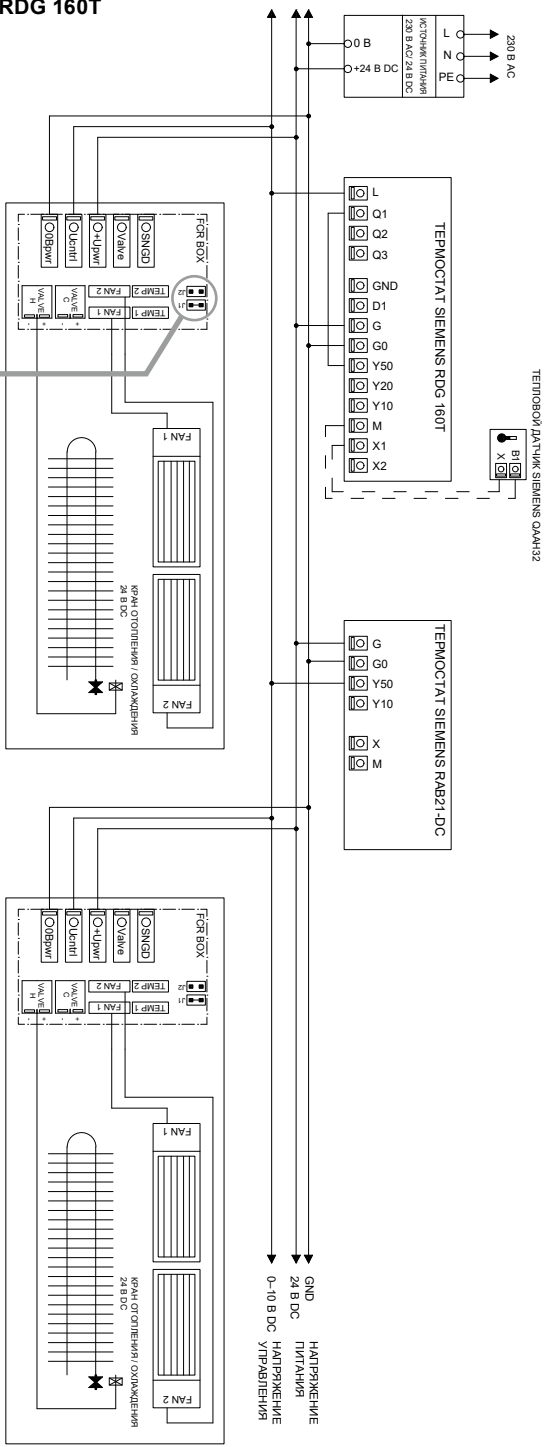 RDG 160T
ИСТОЧНИК ПИТАНИЯ
230 В AC/ 24 В DC
0 В
+24 В DC
L
N
PE
230 В AC
ТЕРМОСТАТ SIEMENS RDG 160T
L
Q1
Q2
Q3
GND
D1
G
G0
Y50
Y20
Y10
M
X1
X2
ТЕПЛОВОЙ ДАТЧИК SIEMENS QAAH32
B1
X
ТЕРМОСТАТ SIEMENS RAB21-DC
G
G0
Y50
Y10
X
M
FCR BOX
0Bpwr
Ucntrl
+Upwr
Valve
SNGD
VALVE H
- +
VALVE C
- +
FAN 2
FAN 1
TEMP 2
TEMP 1
J2
J1
FAN 1
FAN 2
КРАН ОТОПЛЕНИЯ / ОХЛАЖДЕНИЯ
24 В DC
FCR BOX
0Bpwr
Ucntrl
+Upwr
Valve
SNGD
VALVE H
- +
VALVE C
- +
FAN 2
FAN 1
TEMP 2
TEMP 1
J2
J1
FAN 1
FAN 2
КРАН ОТОПЛЕНИЯ / ОХЛАЖДЕНИЯ
24 В DC
GND
24 В DC
НАПРЯЖЕНИЕ
ПИТАНИЯ
0–10 В DC
НАПРЯЖЕНИЕ
УПРАВЛЕНИЯ